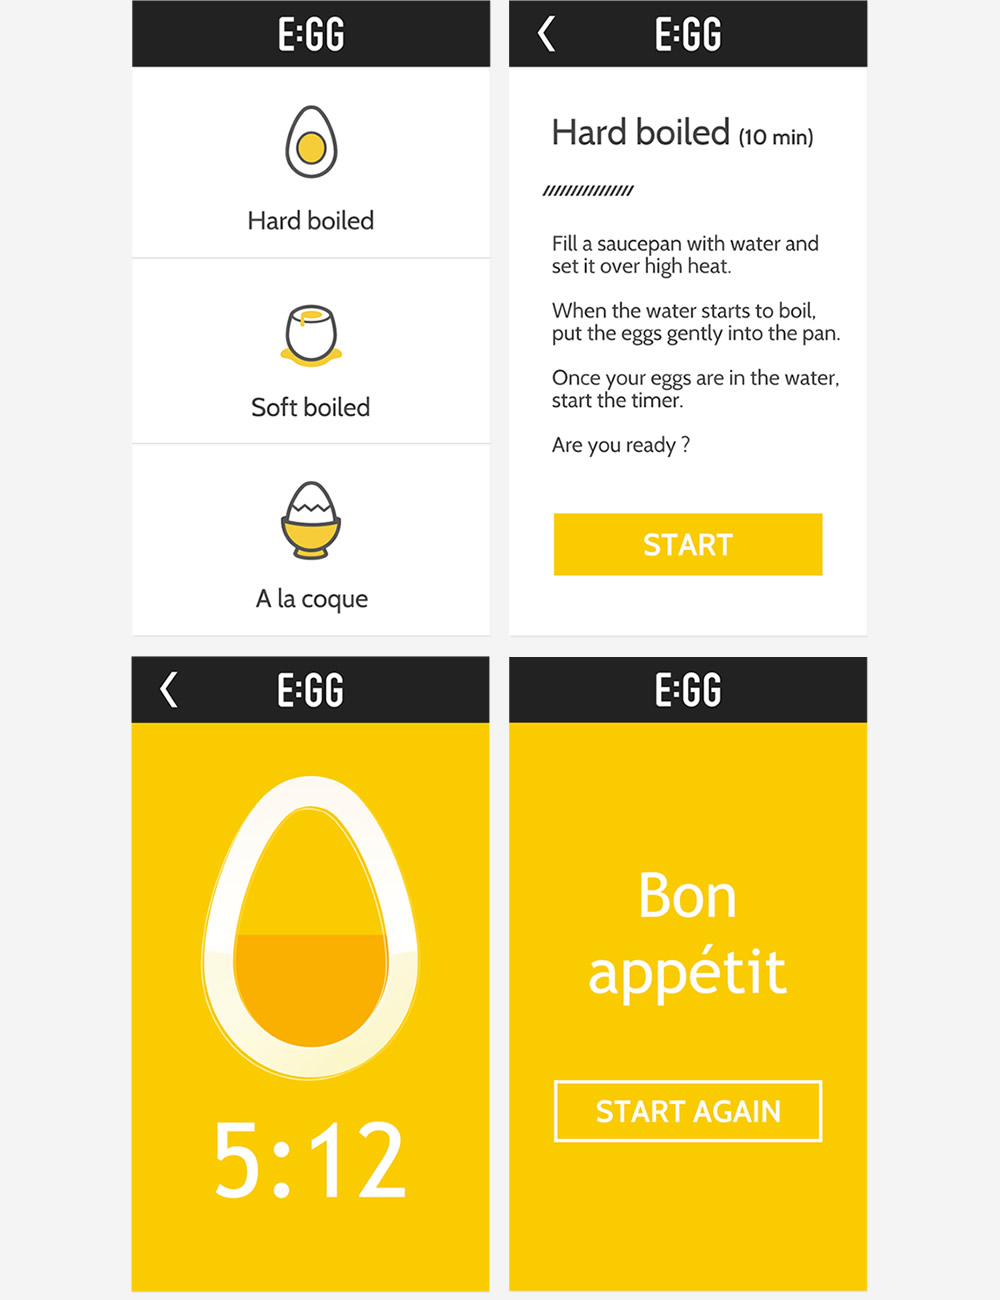 E:GG
Hard boiled
Soft boiled
A la coque
E:GG
Hard boiled (10 min)
Fill a saucepan with water and
set it over high heat.
When the water starts to boil,
put the eggs gently into the pan.
Once your eggs are in the water,
start the timer.
Are you ready ?
START
E:GG
5:12
E:GG
Bon
appétit
START AGAIN